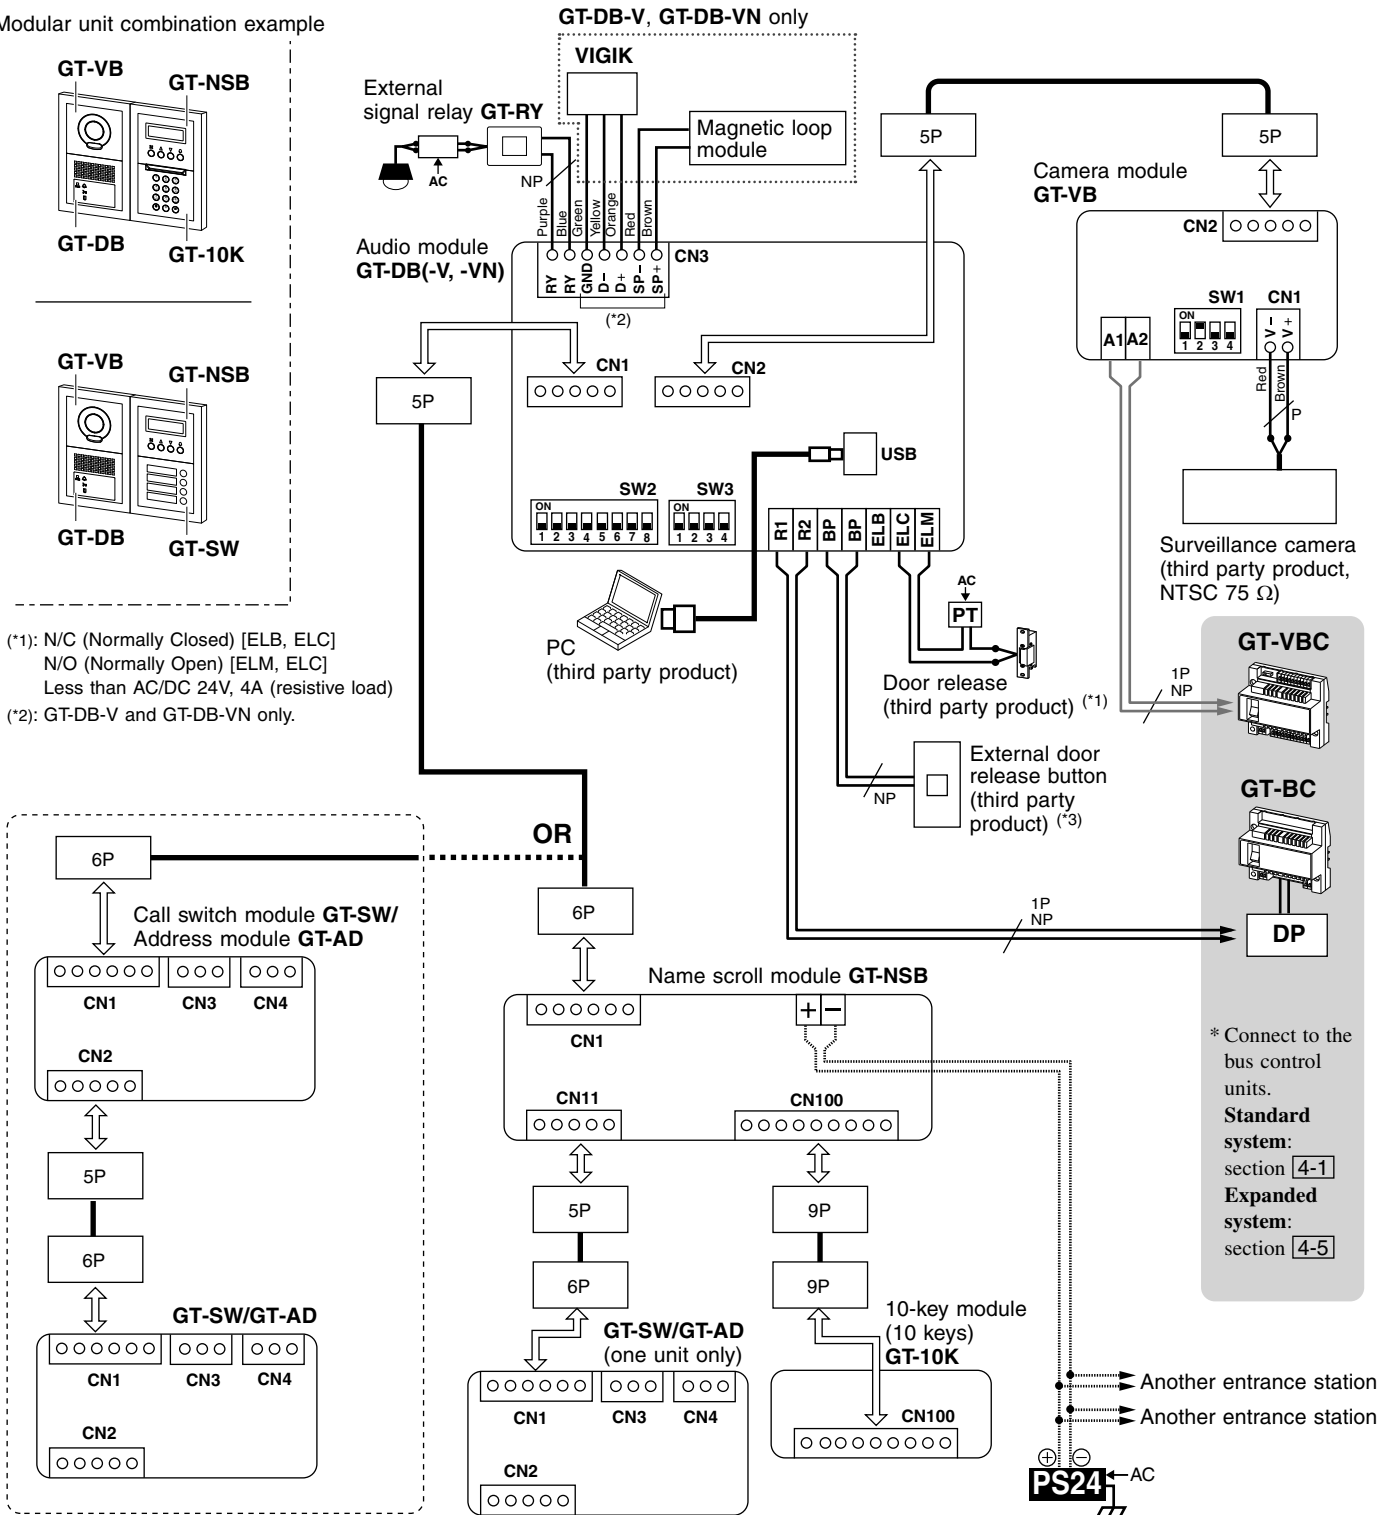 Modular unit combination example
GT-VB
GT-NSB
GT-DB
GT-10K
GT-VB
GT-NSB
GT-DB
GT-SW
(*1): N/C (Normally Closed) [ELB, ELC]
N/O (Normally Open) [ELM, ELC]
Less than AC/DC 24V, 4A (resistive load)
(*2): GT-DB-V and GT-DB-VN only.
GT-DB-V, GT-DB-VN only
VIGIK
External
signal relay GT-RY
AC
NP
Magnetic loop
module
Purple
Blue
Green
Yellow
Orange
Red
Brown
Audio module
GT-DB(-V, -VN)
RY
RY
GND
D−
D+
SP−
SP+
CN3
(*2)
CN1
CN2
5P
5P
5P
Camera module
GT-VB
CN2
SW1
CN1
A1
A2
ON
1 2 3 4
V −
V +
Red
Brown
P
Surveillance camera
(third party product,
NTSC 75 Ω)
USB
SW2
SW3
ON
1 2 3 4 5 6 7 8
ON
1 2 3 4
R1
R2
BP
BP
ELB
ELC
ELM
PC
(third party product)
AC
PT
Door release
(third party product) (*1)
NP
External door
release button
(third party
product) (*3)
GT-VBC
1P
NP
GT-BC
DP
1P
NP
* Connect to the
bus control
units.
Standard
system:
section 4-1
Expanded
system:
section 4-5
OR
6P
Call switch module GT-SW/
Address module GT-AD
CN1
CN3
CN4
CN2
5P
6P
GT-SW/GT-AD
CN1
CN3
CN4
CN2
6P
Name scroll module GT-NSB
+
−
CN1
CN11
CN100
5P
6P
9P
9P
GT-SW/GT-AD
(one unit only)
CN1
CN3
CN4
CN2
10-key module
(10 keys)
GT-10K
CN100
Another entrance station
Another entrance station
+
−
PS24
AC